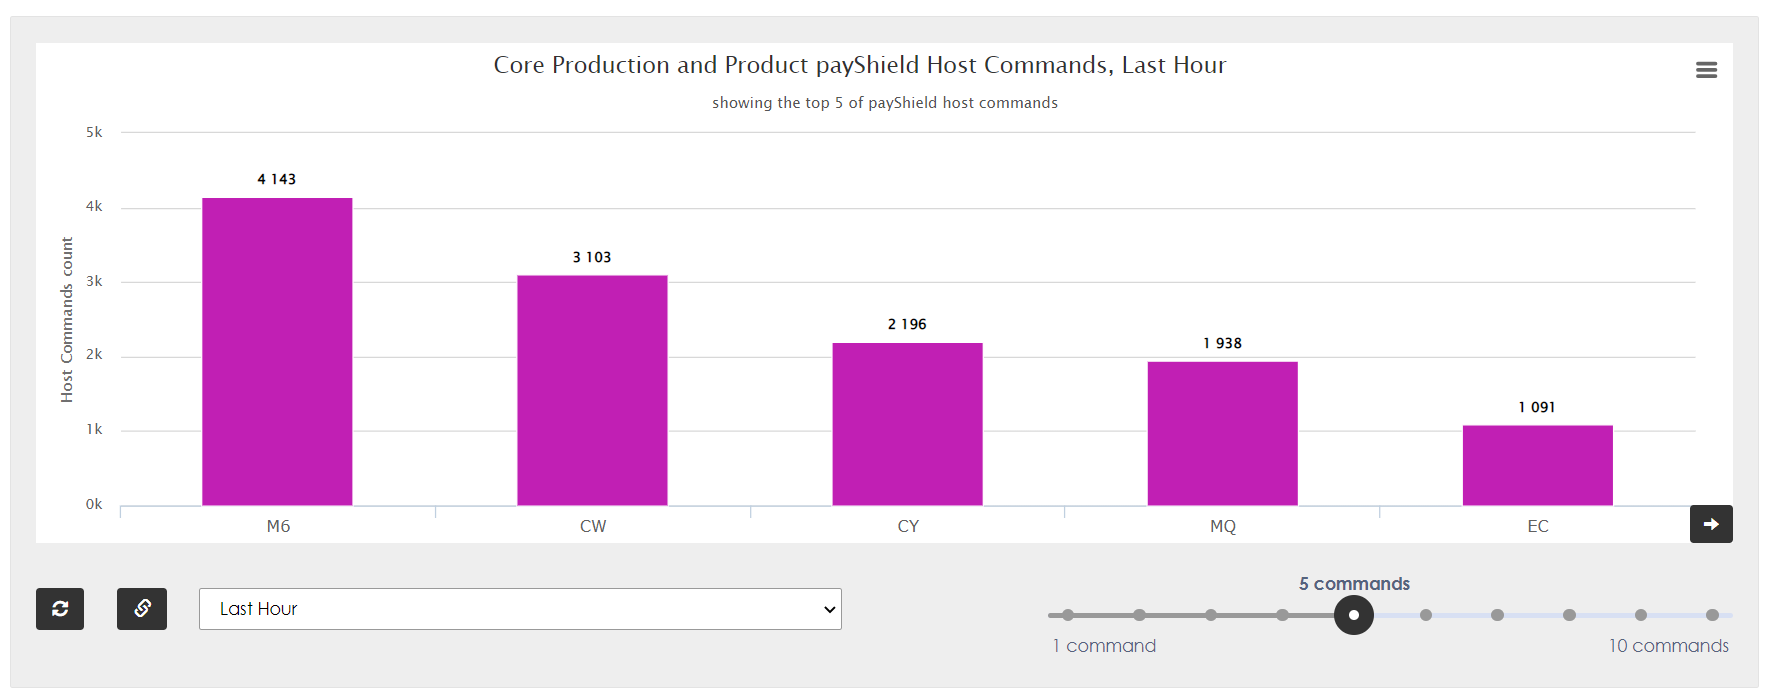 Core Production and Product payShield Host Commands, Last Hour
showing the top 5 of payShield host commands
Host Commands count
5k
4k
3k
2k
1k
0k
4 143
3 103
2 196
1 938
1 091
M6
CW
CY
MQ
EC
Last Hour
5 commands
1 command
10 commands